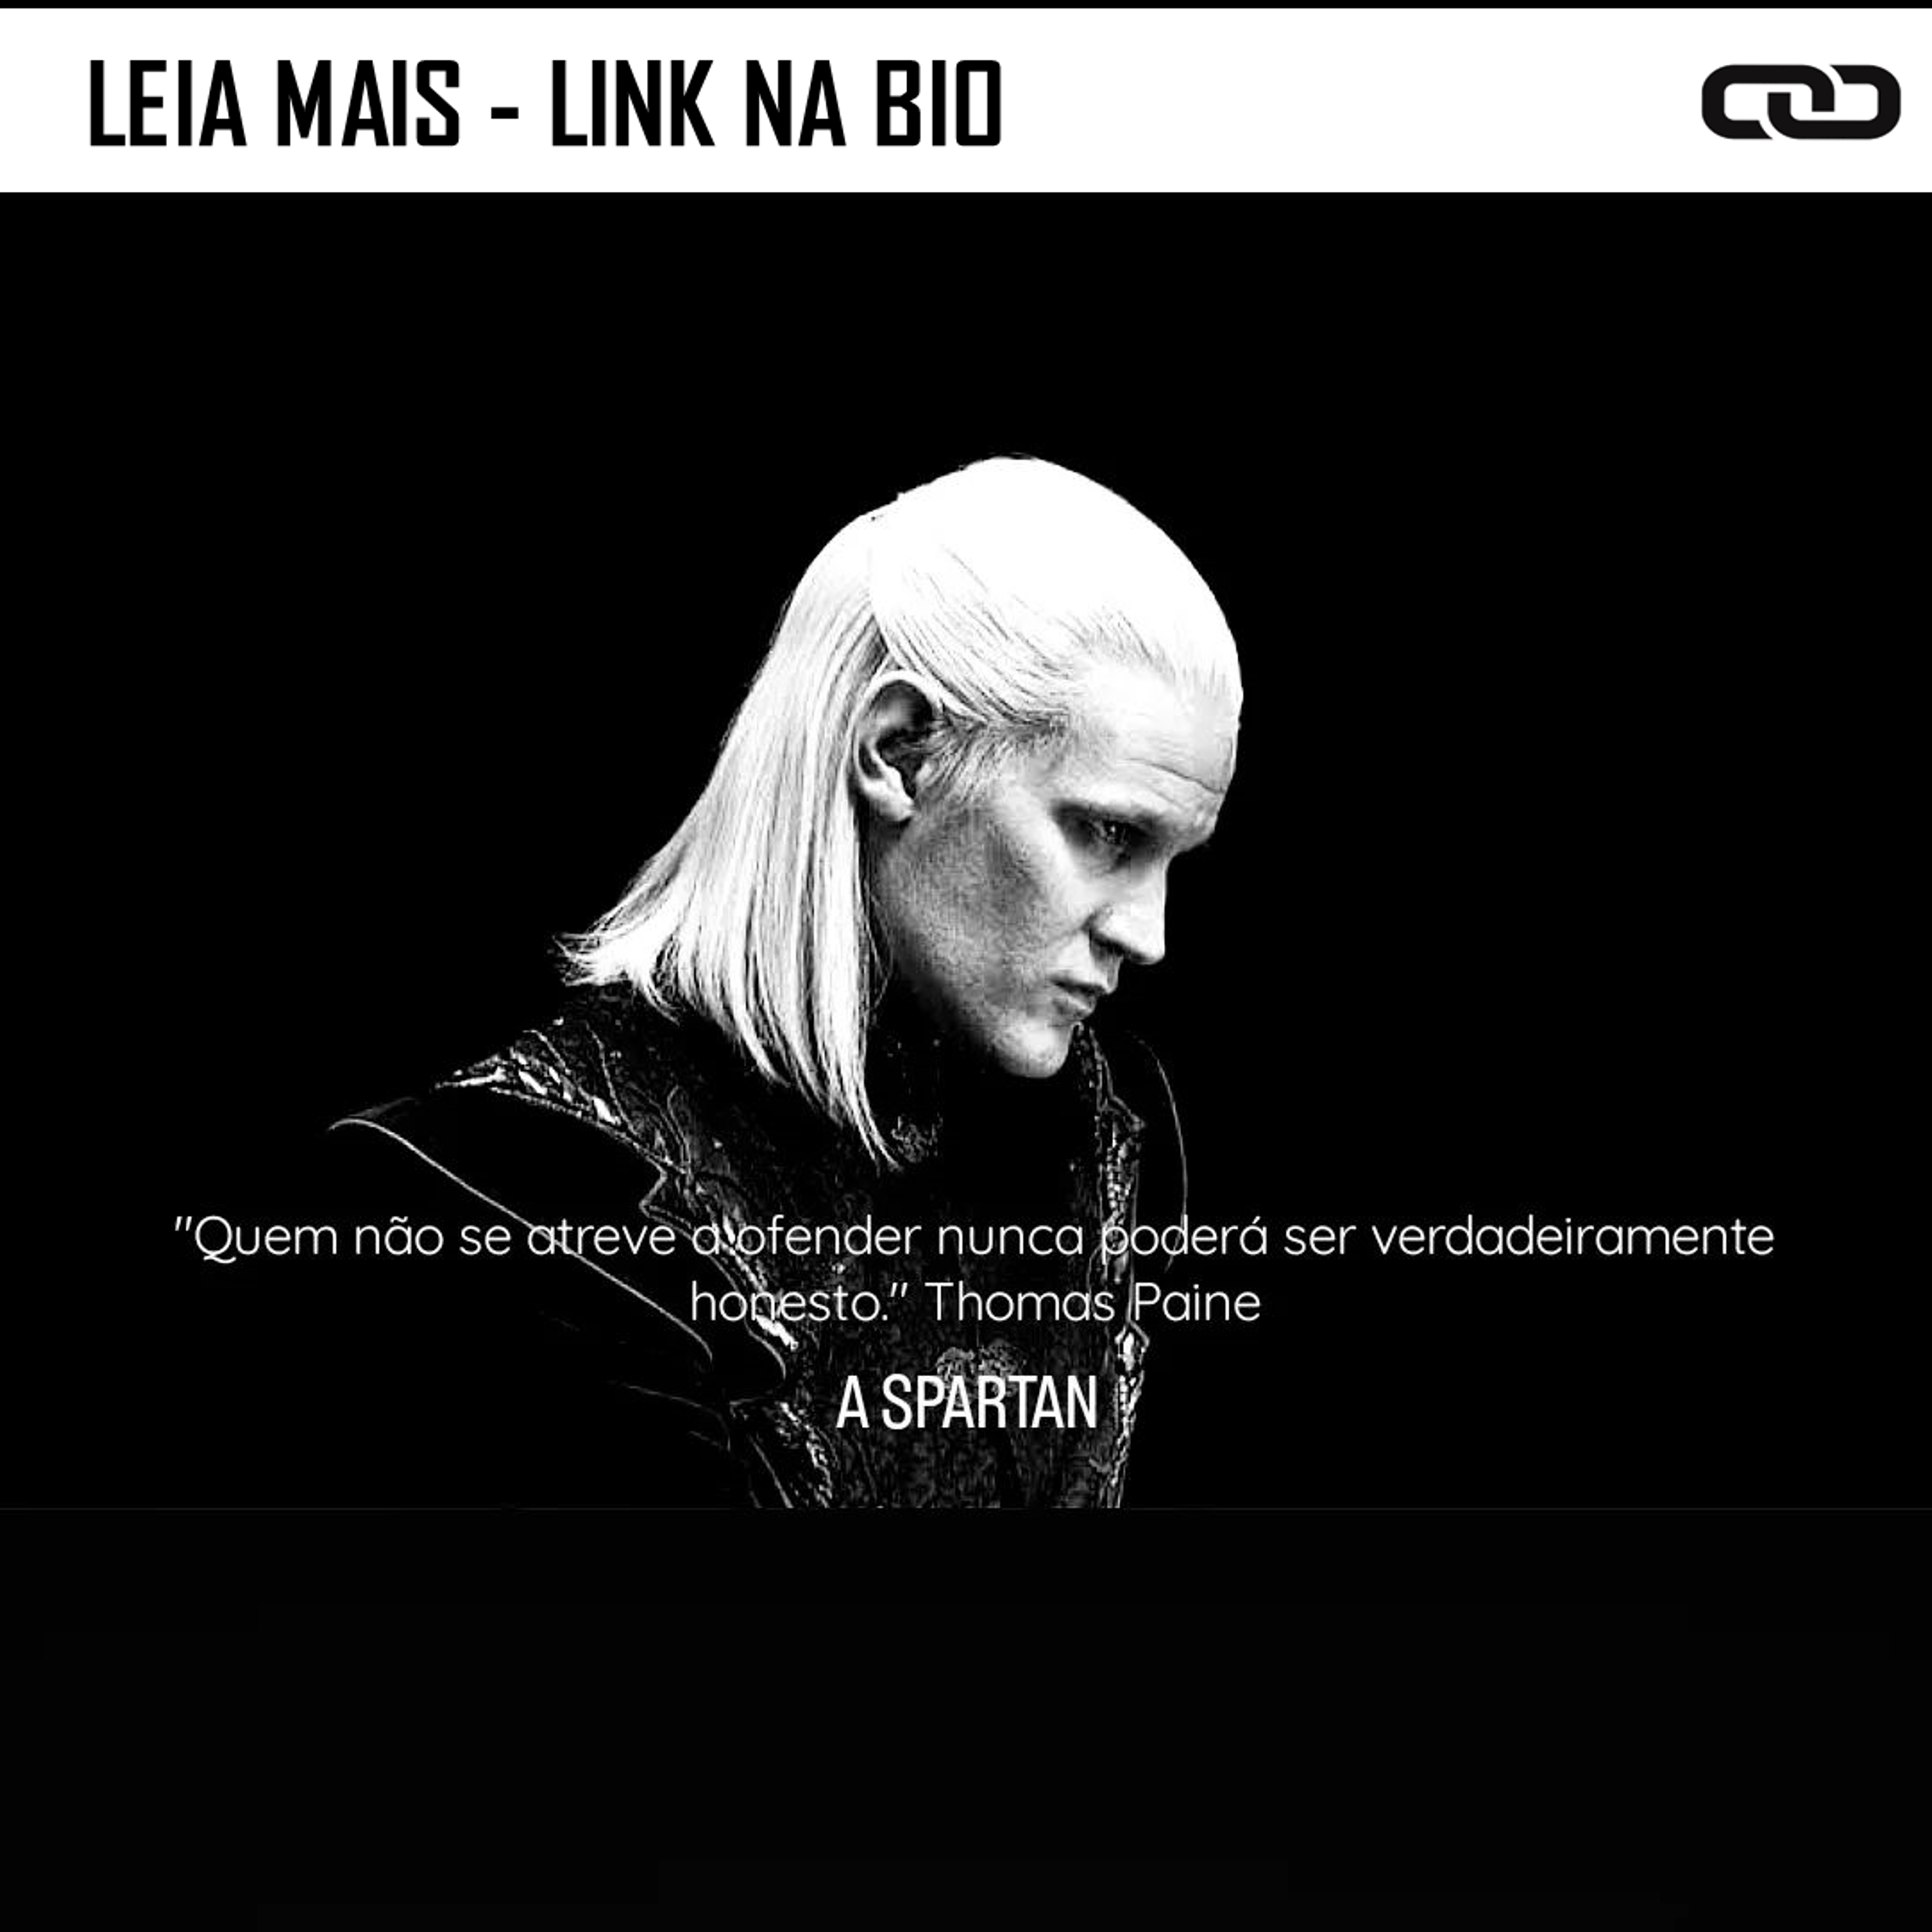 LEIA MAIS - LINK NA BIO
"Quem não se atreve a ofender nunca poderá ser verdadeiramente
honesto." Thomas Paine
A SPARTAN